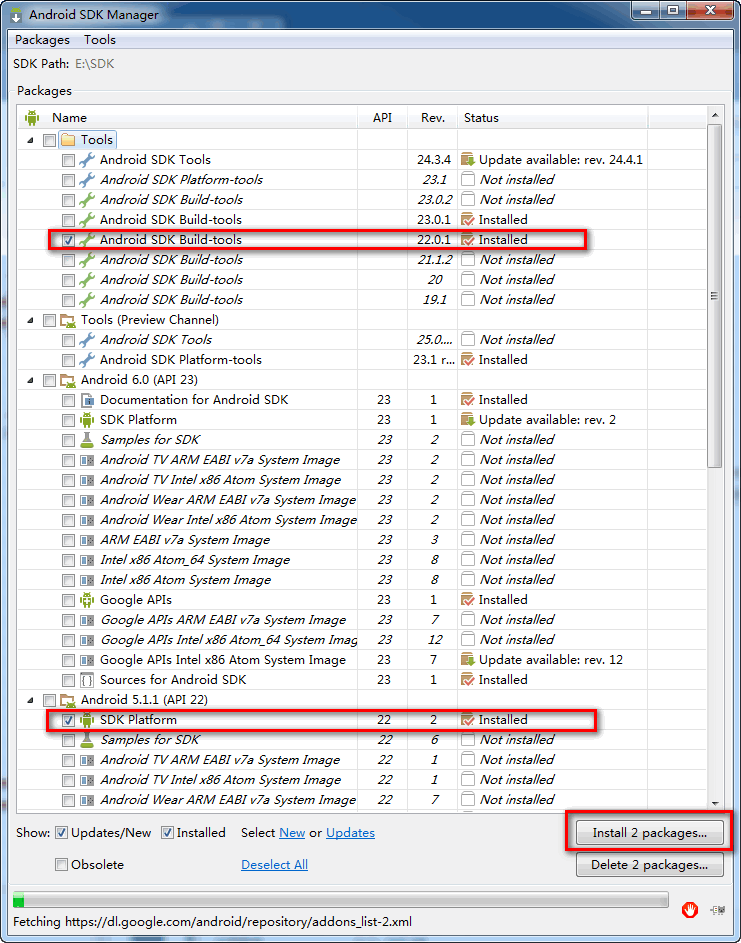 Android SDK Manager
Packages Tools
SDK Path: E:\SDK
Packages
Name API Rev. Status
Tools
Android SDK Tools 24.3.4 Update available: rev. 24.4.1
Android SDK Platform-tools 23.1 Not installed
Android SDK Build-tools 23.0.2 Not installed
Android SDK Build-tools 23.0.1 Installed
Android SDK Build-tools 22.0.1 Installed
Android SDK Build-tools 21.1.2 Not installed
Android SDK Build-tools 20 Not installed
Android SDK Build-tools 19.1 Not installed
Tools (Preview Channel)
Android SDK Tools 25.0.... Not installed
Android SDK Platform-tools 23.1 r... Installed
Android 6.0 (API 23)
Documentation for Android SDK 23 1 Installed
SDK Platform 23 1 Update available: rev. 2
Samples for SDK 23 2 Not installed
Android TV ARM EABI v7a System Image 23 2 Not installed
Android TV Intel x86 Atom System Image 23 2 Not installed
Android Wear ARM EABI v7a System Image 23 2 Not installed
Android Wear Intel x86 Atom System Image 23 2 Not installed
ARM EABI v7a System Image 23 3 Not installed
Intel x86 Atom_64 System Image 23 8 Not installed
Intel x86 Atom System Image 23 8 Not installed
Google APIs 23 1 Installed
Google APIs ARM EABI v7a System Image 23 7 Not installed
Google APIs Intel x86 Atom_64 System Imag 23 12 Not installed
Google APIs Intel x86 Atom System Image 23 7 Update available: rev. 12
Sources for Android SDK 23 1 Installed
Android 5.1.1 (API 22)
SDK Platform 22 2 Installed
Samples for SDK 22 6 Not installed
Android TV ARM EABI v7a System Image 22 1 Not installed
Android TV Intel x86 Atom System Image 22 1 Not installed
Android Wear ARM EABI v7a System Image 22 7 Not installed
Show: Updates/New Installed Select New or Updates Install 2 packages...
Obsolete Deselect All Delete 2 packages...
Fetching https://dl.google.com/android/repository/addons_list-2.xml